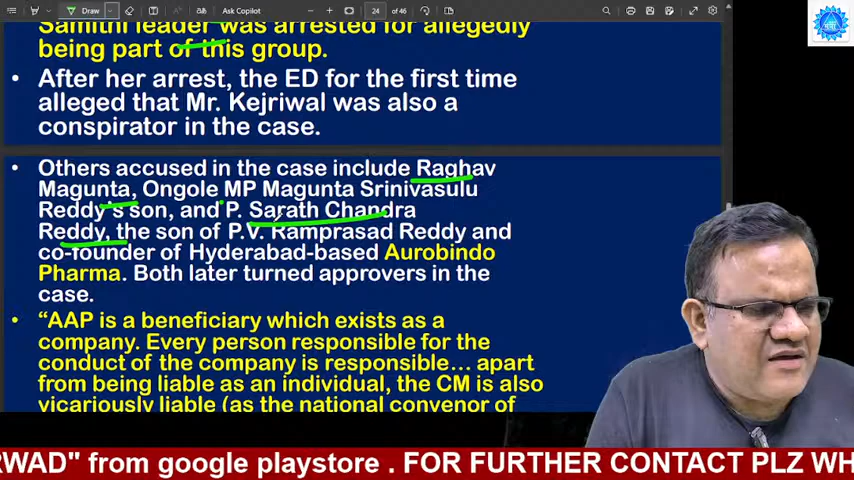 Draw
Ask Copilot
24 of 46
Samithi leader was arrested for allegedly
being part of this group.
• After her arrest, the ED for the first time
alleged that Mr. Kejriwal was also a
conspirator in the case.
• Others accused in the case include Raghav
Magunta, Ongole MP Magunta Srinivasulu
Reddy's son, and P. Sarath Chandra
Reddy, the son of P.V. Ramprasad Reddy and
co-founder of Hyderabad-based Aurobindo
Pharma. Both later turned approvers in the
case.
• “AAP is a beneficiary which exists as a
company. Every person responsible for the
conduct of the company is responsible… apart
from being liable as an individual, the CM is also
vicariously liable (as the national convenor of
RWAD" from google playstore . FOR FURTHER CONTACT PLZ WH